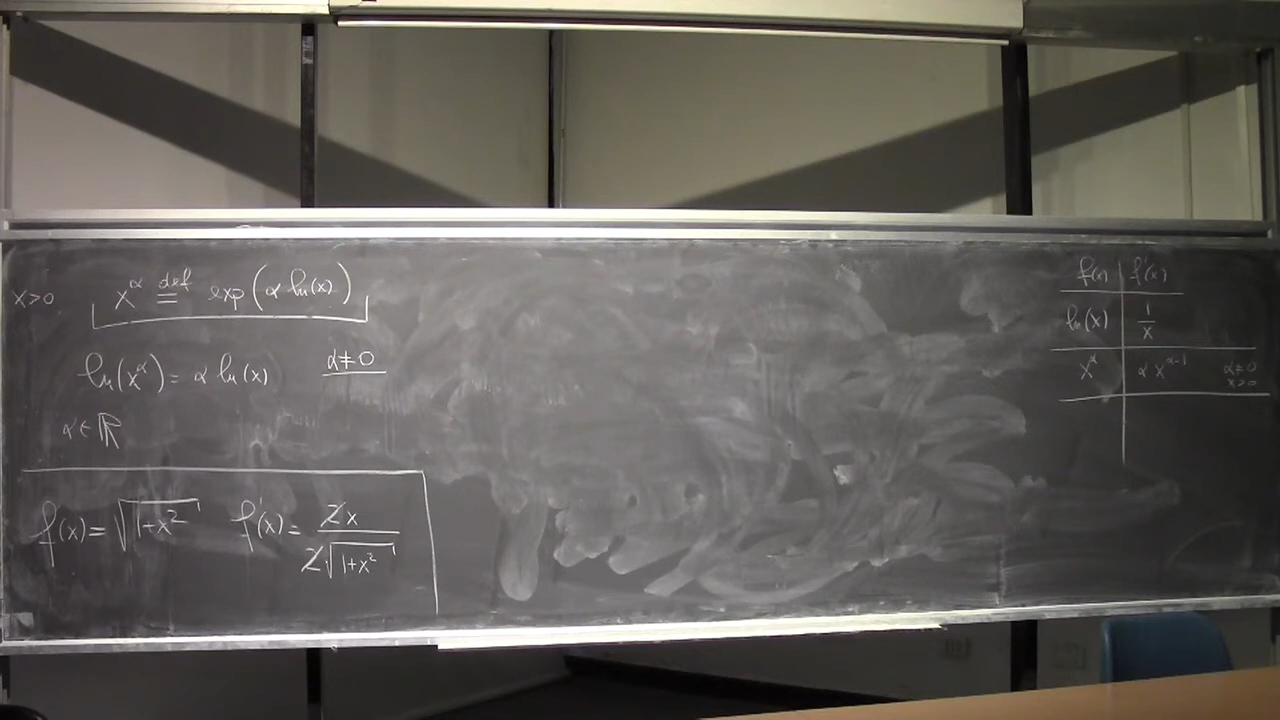 x>0 x^α def= exp(α ln(x))
ln(x^α) = α ln(x) α≠0
α ∈ ℝ
f(x) = √(1+x²) f'(x) = 2x / 2√(1+x²)
f(x) | f'(x)
ln(x) | 1/x
x^α | α x^(α-1) α≠0
x>0